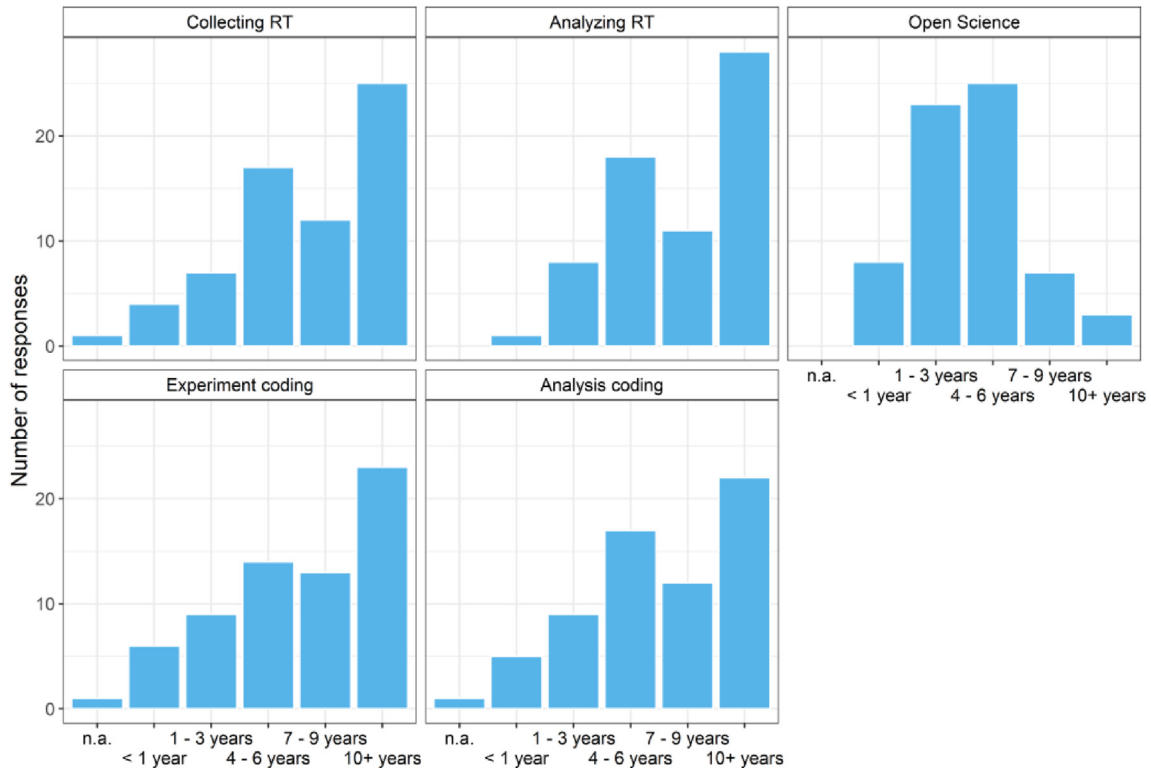 Collecting RT
Analyzing RT
Open Science
Number of responses
20
10
0
n.a.
< 1 year
1 - 3 years
4 - 6 years
7 - 9 years
10+ years
Experiment coding
Analysis coding
20
10
0
n.a.
< 1 year
1 - 3 years
4 - 6 years
7 - 9 years
10+ years
n.a.
< 1 year
1 - 3 years
4 - 6 years
7 - 9 years
10+ years